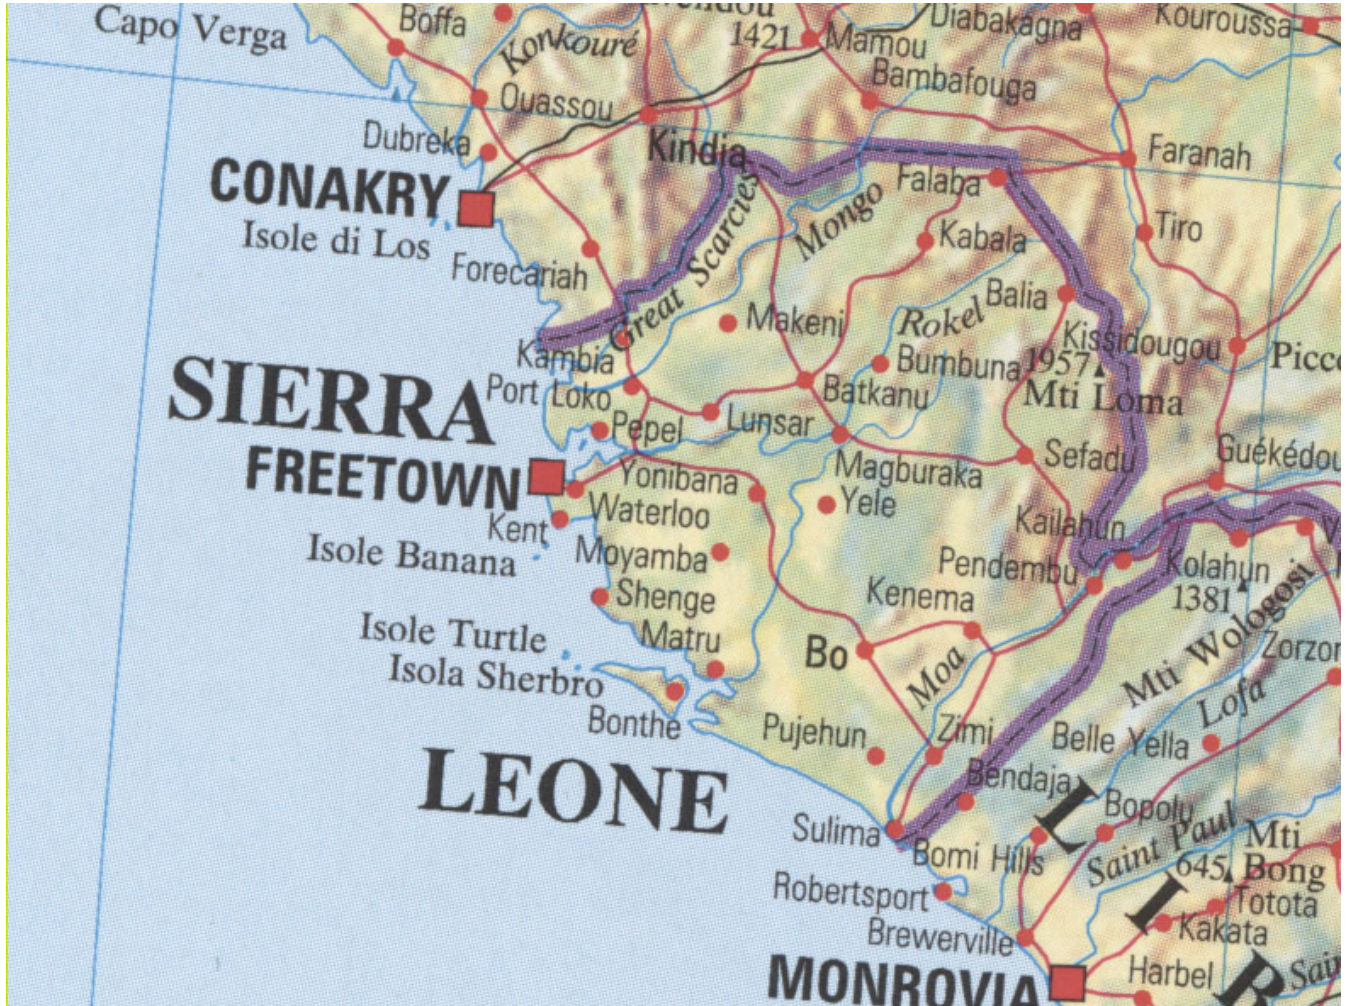 Capo Verga
Boffa
Konkouré
1421
Mamou
Diabakagna
Kouroussa
Bambafouga
Ouassou
Dubreka
Kindia
Faranah
CONAKRY
Isole di Los
Falaba
Mongo
Great Scarcies
Kabala
Tiro
Forecariah
Balia
Makeni
Rokel
Kissidougou
Kambia
Bumbuna
1957
Mti Loma
SIERRA
Port Loko
Batkanu
Pepel
Lunsar
FREETOWN
Yonibana
Magburaka
Sefadu
Waterloo
Yele
Kent
Kailahun
Isole Banana
Moyamba
Pendembu
Kolahun
1381
Shenge
Kenema
Isole Turtle
Matru
Mti Wologosi
Isola Sherbro
Bo
Moa
Lofa
Bonthe
Pujehun
Zimi
Belle Yella
LEONE
Bendaja
Bopolu
Sulima
Bomi Hills
Saint Paul
Mti
645
Bong
Robertsport
Totota
Brewerville
Kakata
MONROVIA
Harbel